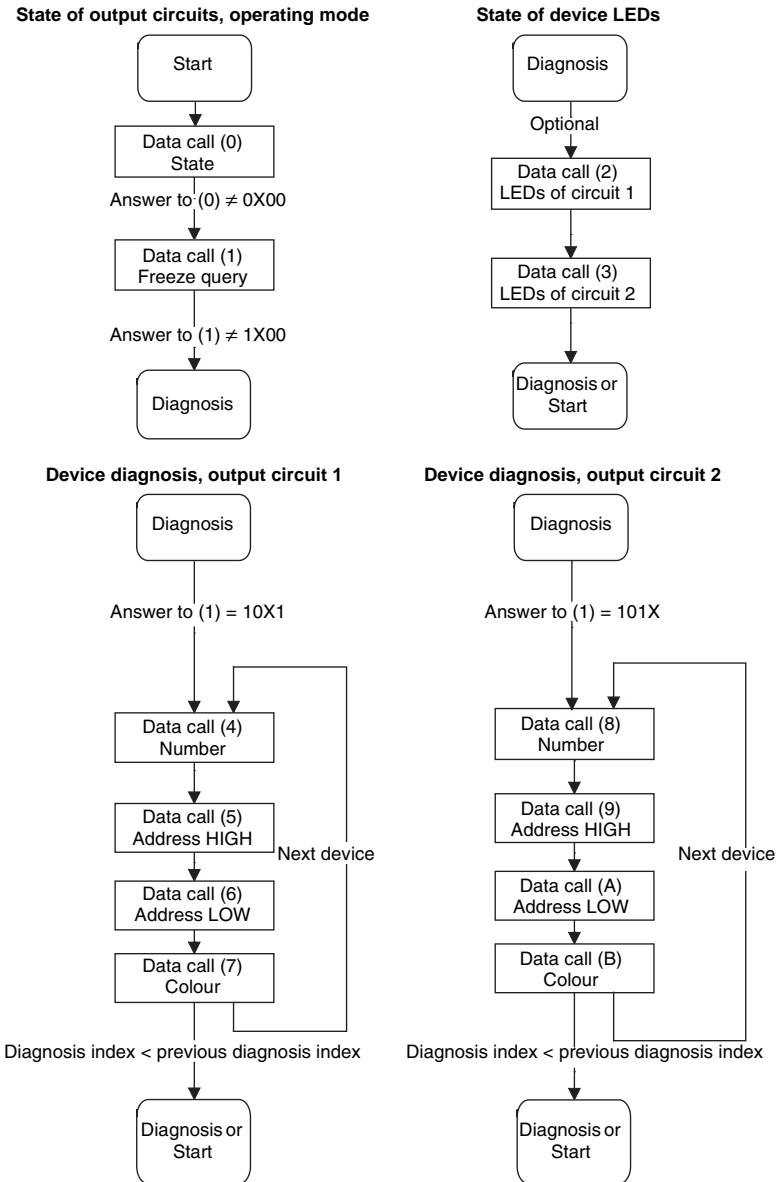 State of output circuits, operating mode
Start
Data call (0)
State
Answer to (0) ≠ 0X00
Data call (1)
Freeze query
Answer to (1) ≠ 1X00
Diagnosis
State of device LEDs
Diagnosis
Optional
Data call (2)
LEDs of circuit 1
Data call (3)
LEDs of circuit 2
Diagnosis or
Start
Device diagnosis, output circuit 1
Diagnosis
Answer to (1) = 10X1
Data call (4)
Number
Data call (5)
Address HIGH
Next device
Data call (6)
Address LOW
Data call (7)
Colour
Diagnosis index < previous diagnosis index
Diagnosis or
Start
Device diagnosis, output circuit 2
Diagnosis
Answer to (1) = 101X
Data call (8)
Number
Data call (9)
Address HIGH
Next device
Data call (A)
Address LOW
Data call (B)
Colour
Diagnosis index < previous diagnosis index
Diagnosis or
Start